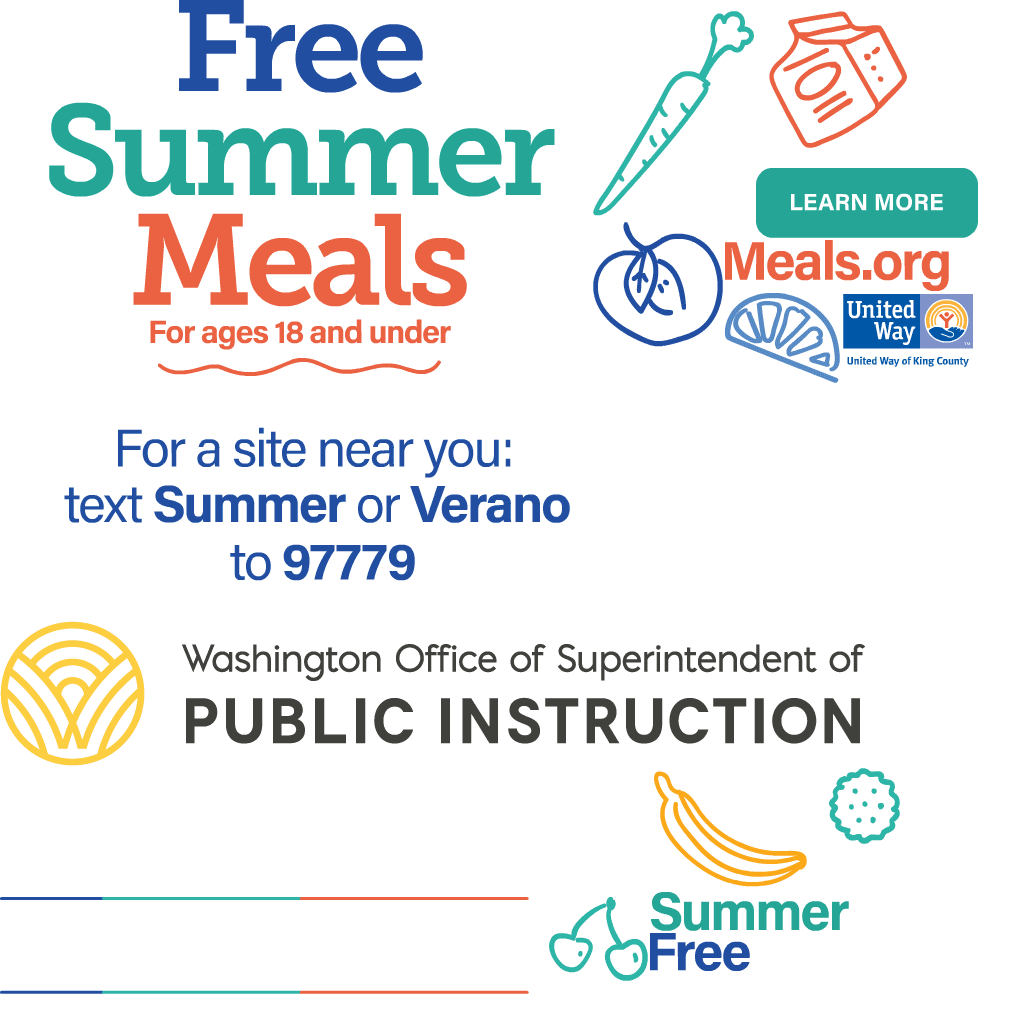 Free
Summer
Meals
For ages 18 and under
LEARN MORE
Meals.org
United
Way
TM
United Way of King County
For a site near you:
text Summer or Verano
to 97779
Washington Office of Superintendent of
PUBLIC INSTRUCTION
Summer
Free